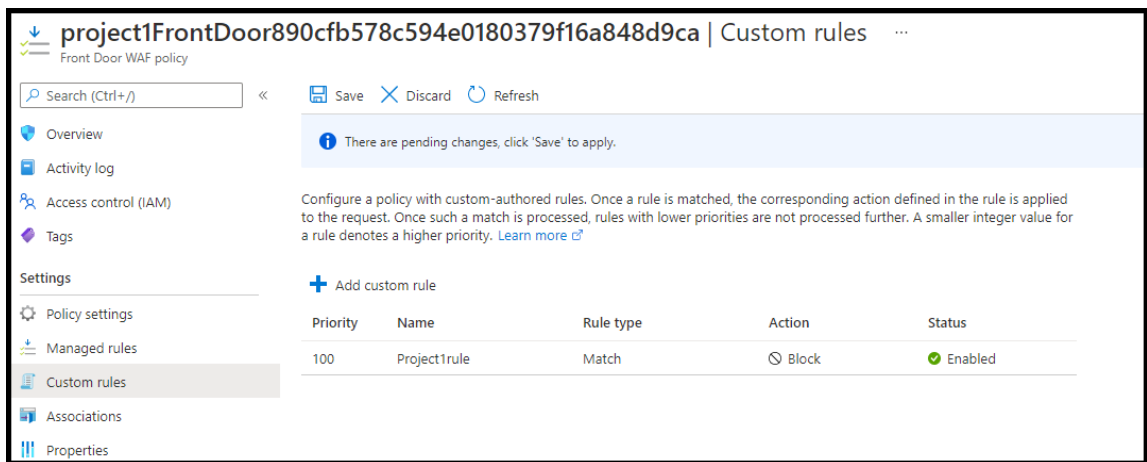 project1FrontDoor890cfb578c594e0180379f16a848d9ca | Custom rules ...
Front Door WAF policy
Search (Ctrl+/)
«
Save Discard Refresh
Overview
Activity log
Access control (IAM)
Tags
Settings
Policy settings
Managed rules
Custom rules
Associations
Properties
There are pending changes, click 'Save' to apply.
Configure a policy with custom-authored rules. Once a rule is matched, the corresponding action defined in the rule is applied
to the request. Once such a match is processed, rules with lower priorities are not processed further. A smaller integer value for
a rule denotes a higher priority. Learn more
Add custom rule
Priority Name Rule type Action Status
100 Project1rule Match Block Enabled